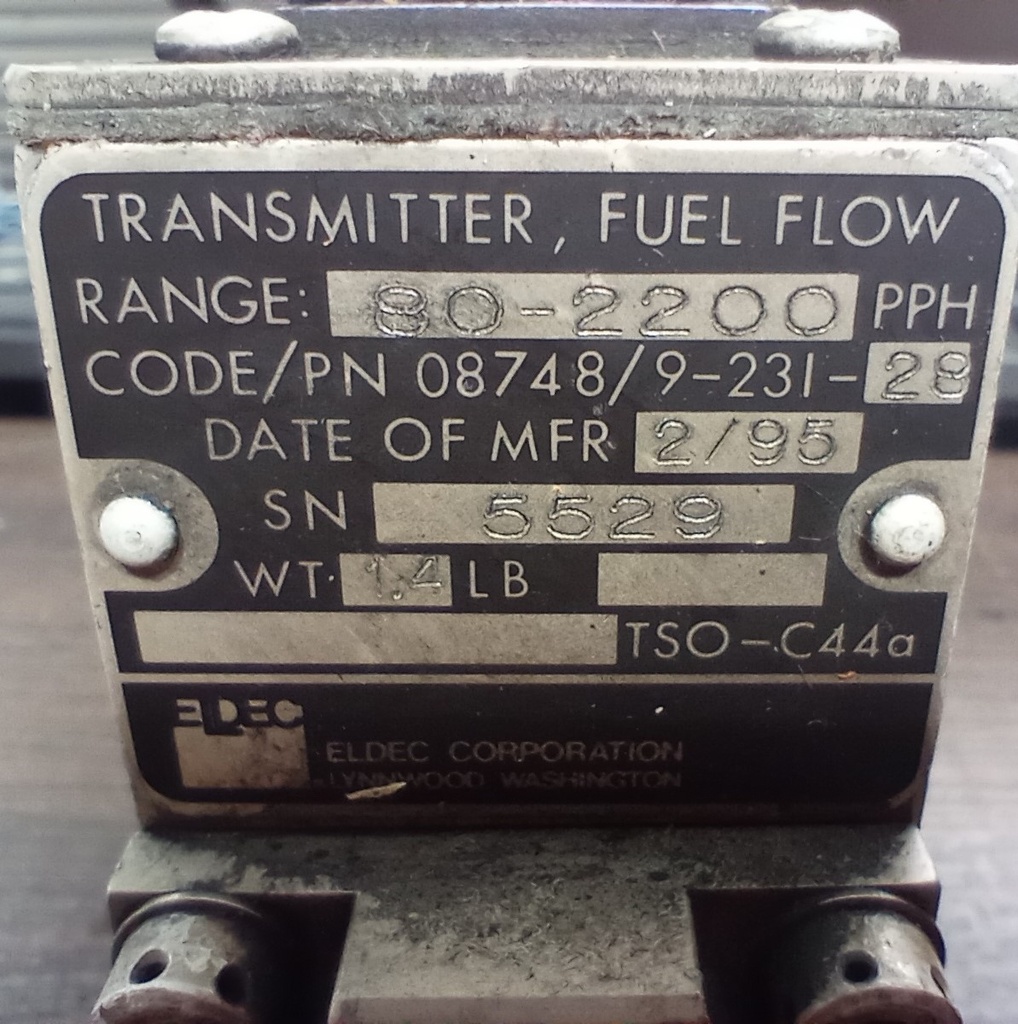 TRANSMITTER, FUEL FLOW
RANGE: 80-2200 PPH
CODE/PN 08748/9-231-28
DATE OF MFR 2/95
SN 5529
WT. 1.4 LB
TSO-C44a
ELDEC
ELDEC CORPORATION
LYNNWOOD WASHINGTON